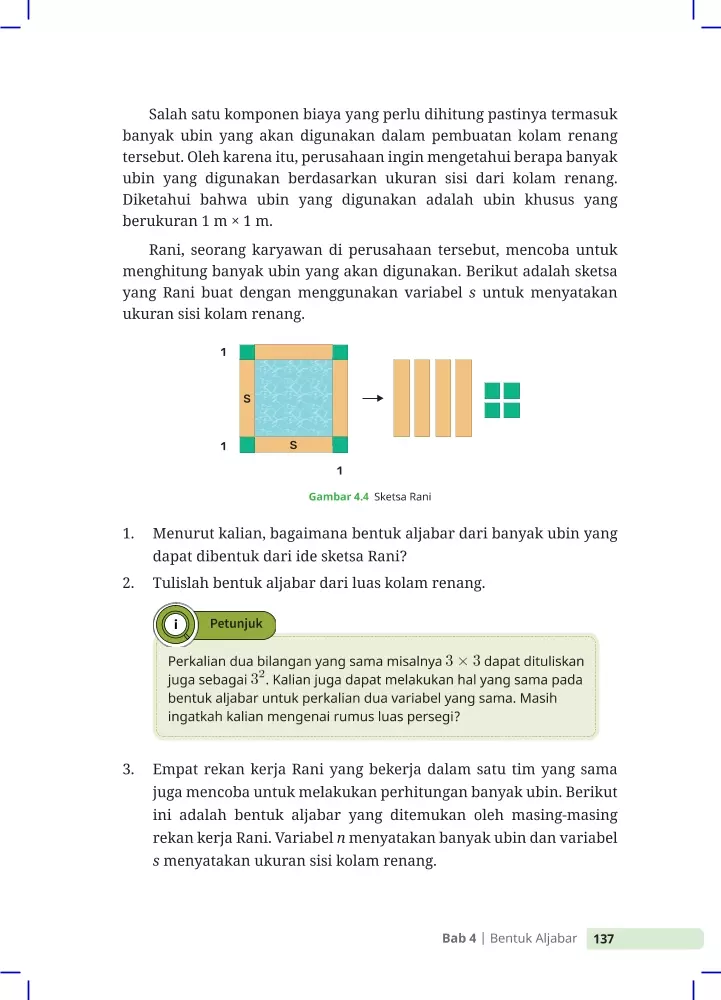 Salah satu komponen biaya yang perlu dihitung pastinya termasuk
banyak ubin yang akan digunakan dalam pembuatan kolam renang
tersebut. Oleh karena itu, perusahaan ingin mengetahui berapa banyak
ubin yang digunakan berdasarkan ukuran sisi dari kolam renang.
Diketahui bahwa ubin yang digunakan adalah ubin khusus yang
berukuran 1 m × 1 m.
Rani, seorang karyawan di perusahaan tersebut, mencoba untuk
menghitung banyak ubin yang akan digunakan. Berikut adalah sketsa
yang Rani buat dengan menggunakan variabel s untuk menyatakan
ukuran sisi kolam renang.
1
S
1
S
1
Gambar 4.4 Sketsa Rani
1. Menurut kalian, bagaimana bentuk aljabar dari banyak ubin yang
dapat dibentuk dari ide sketsa Rani?
2. Tulislah bentuk aljabar dari luas kolam renang.
i Petunjuk
Perkalian dua bilangan yang sama misalnya 3 × 3 dapat dituliskan
juga sebagai 3². Kalian juga dapat melakukan hal yang sama pada
bentuk aljabar untuk perkalian dua variabel yang sama. Masih
ingatkah kalian mengenai rumus luas persegi?
3. Empat rekan kerja Rani yang bekerja dalam satu tim yang sama
juga mencoba untuk melakukan perhitungan banyak ubin. Berikut
ini adalah bentuk aljabar yang ditemukan oleh masing-masing
rekan kerja Rani. Variabel n menyatakan banyak ubin dan variabel
s menyatakan ukuran sisi kolam renang.
Bab 4 | Bentuk Aljabar 137